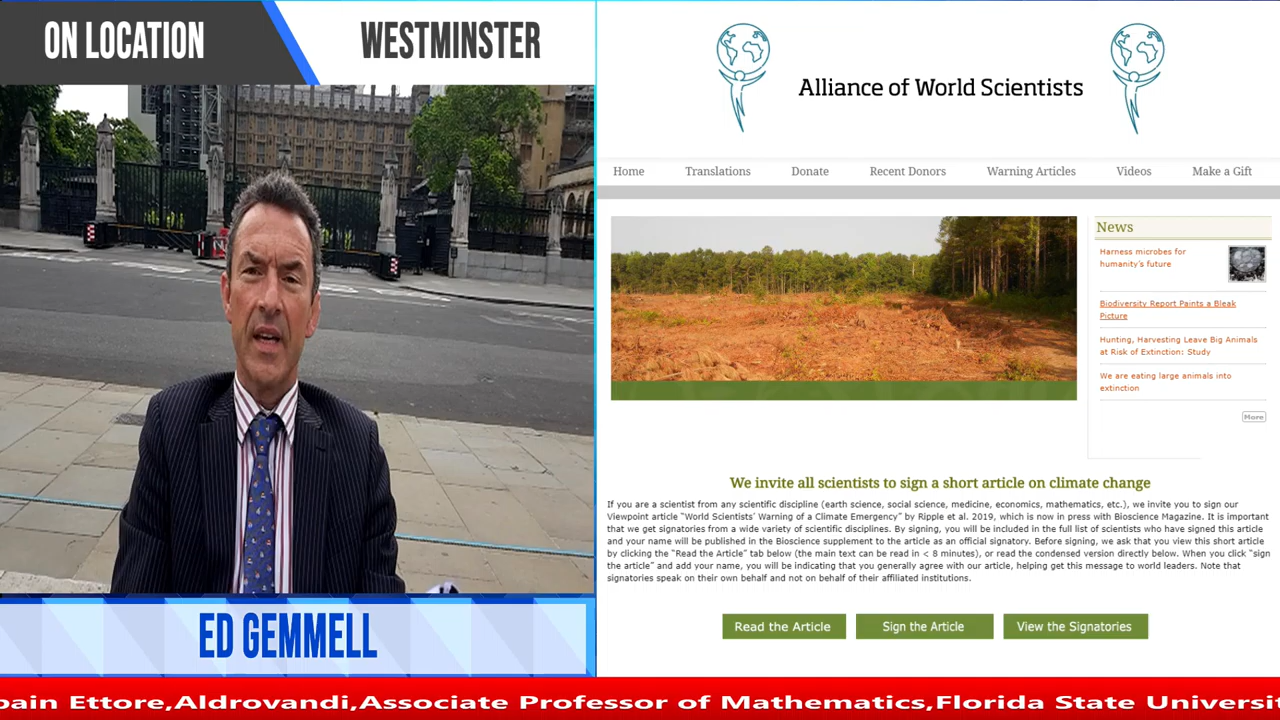 ON LOCATION
WESTMINSTER
Alliance of World Scientists
Home Translations Donate Recent Donors Warning Articles Videos Make a Gift
News
Harness microbes for
humanity's future
Biodiversity Report Paints a Bleak
Picture
Hunting, Harvesting Leave Big Animals
at Risk of Extinction: Study
We are eating large animals into
extinction
More
We invite all scientists to sign a short article on climate change
If you are a scientist from any scientific discipline (earth science, social science, medicine, economics, mathematics, etc.), we invite you to sign our
Viewpoint article "World Scientists' Warning of a Climate Emergency" by Ripple et al. 2019, which is now in press with Bioscience Magazine. It is important
that we get signatories from a wide variety of scientific disciplines. By signing, you will be included in the full list of scientists who have signed this article
and your name will be published in the Bioscience supplement to the article as an official signatory. Before signing, we ask that you view this short article
by clicking the "Read the Article" tab below (the main text can be read in < 8 minutes), or read the condensed version directly below. When you click "sign
the article" and add your name, you will be indicating that you generally agree with our article, helping get this message to world leaders. Note that
signatories speak on their own behalf and not on behalf of their affiliated institutions.
Read the Article Sign the Article View the Signatories
ED GEMMELL
pain Ettore,Aldrovandi,Associate Professor of Mathematics,Florida State Universi